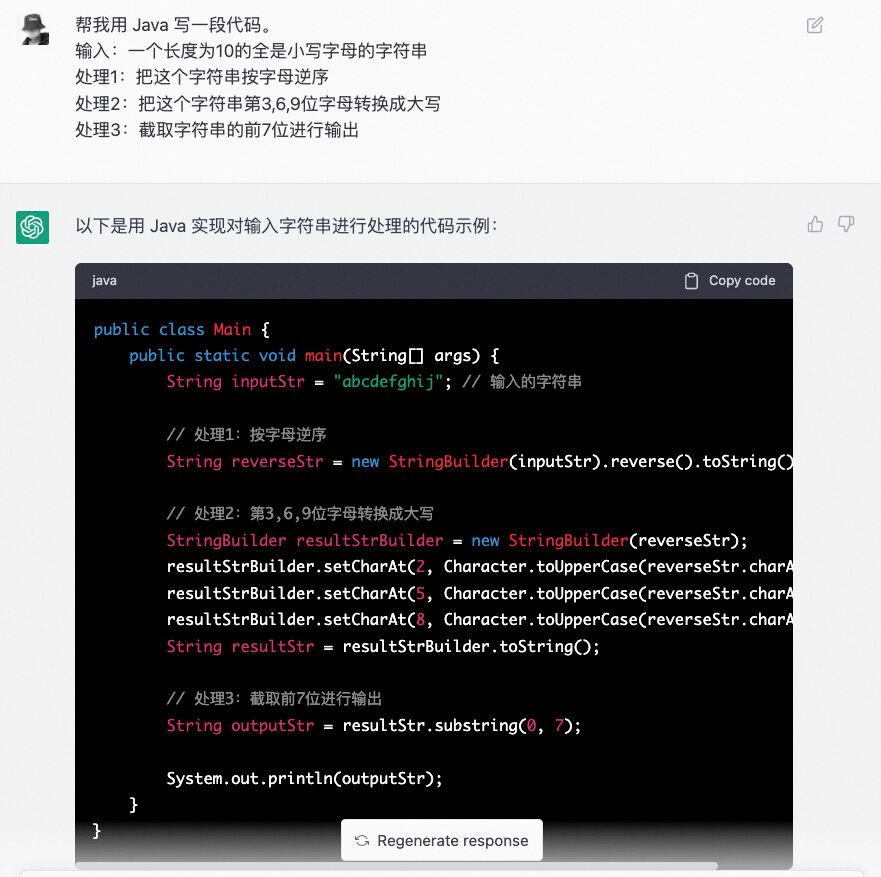 帮我用 Java 写一段代码。
输入：一个长度为10的全是小写字母的字符串
处理1：把这个字符串按字母逆序
处理2：把这个字符串第3,6,9位字母转换成大写
处理3：截取字符串的前7位进行输出
以下是用 Java 实现对输入字符串进行处理的代码示例：
java
Copy code
public class Main {
    public static void main(String[] args) {
        String inputStr = "abcdefghij"; // 输入的字符串
        // 处理1：按字母逆序
        String reverseStr = new StringBuilder(inputStr).reverse().toString()
        // 处理2：第3,6,9位字母转换成大写
        StringBuilder resultStrBuilder = new StringBuilder(reverseStr);
        resultStrBuilder.setCharAt(2, Character.toUpperCase(reverseStr.charA
        resultStrBuilder.setCharAt(5, Character.toUpperCase(reverseStr.charA
        resultStrBuilder.setCharAt(8, Character.toUpperCase(reverseStr.charA
        String resultStr = resultStrBuilder.toString();
        // 处理3：截取前7位进行输出
        String outputStr = resultStr.substring(0, 7);
        System.out.println(outputStr);
    }
}
Regenerate response